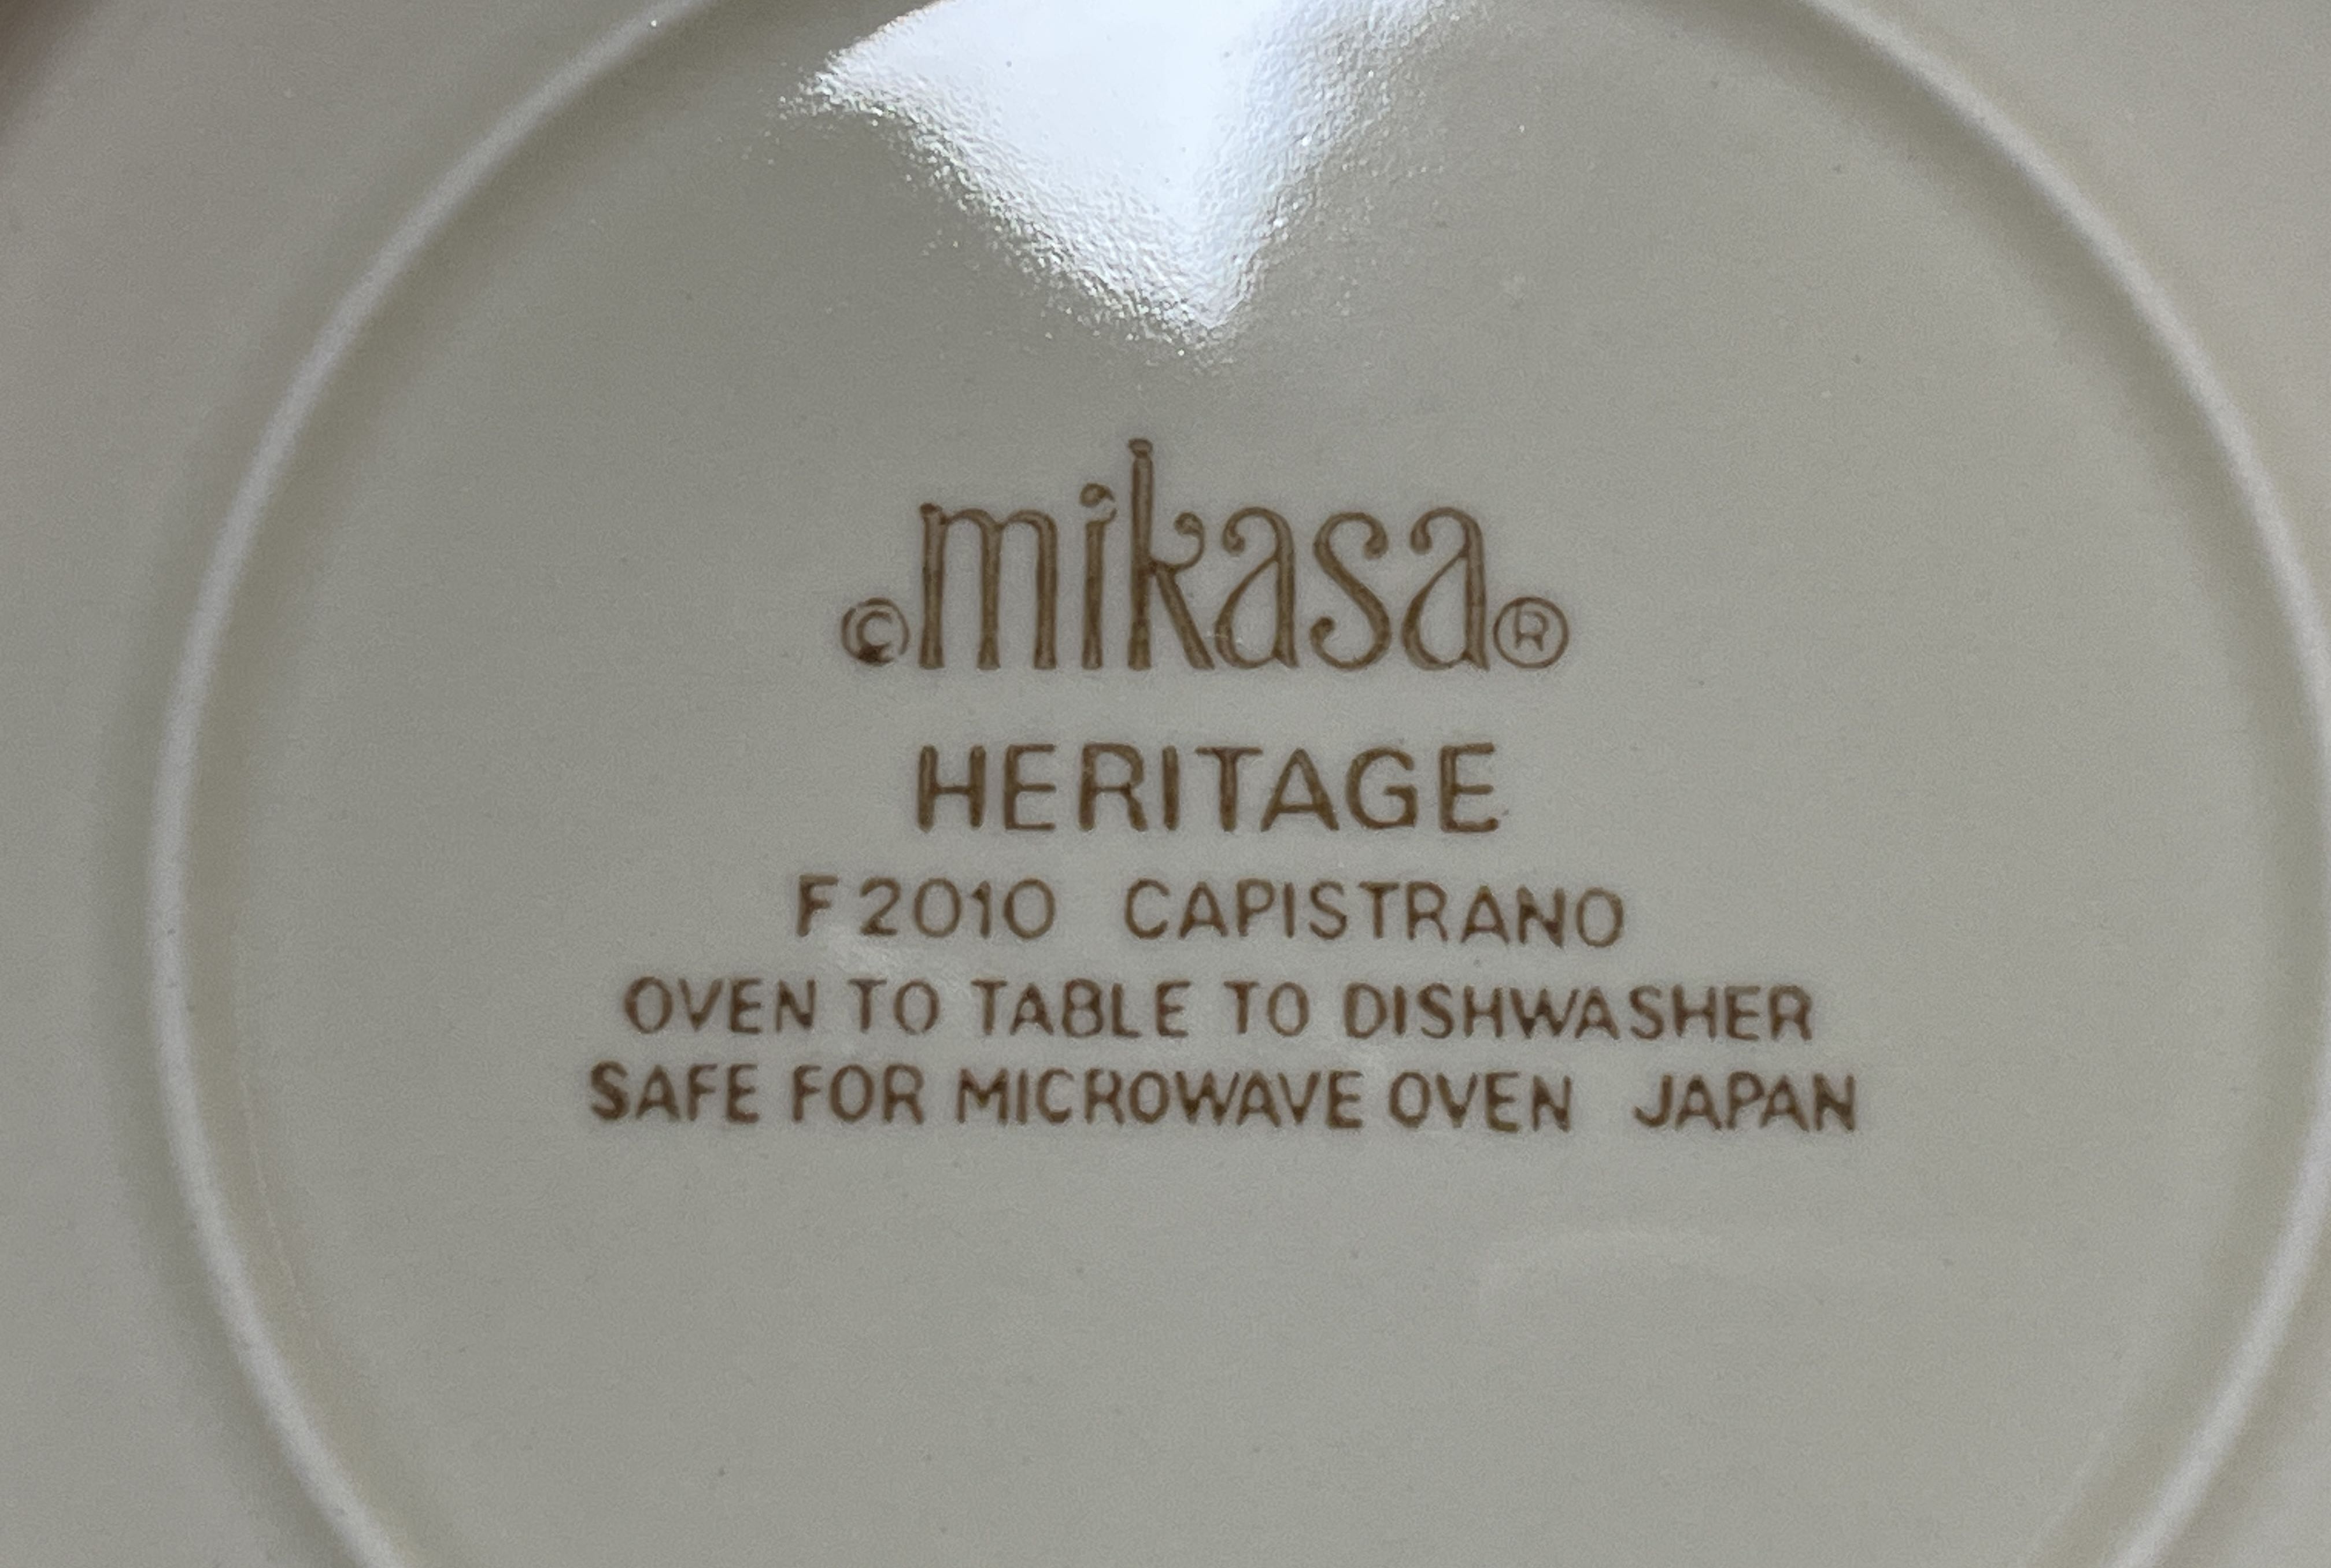 ©mikasa®
HERITAGE
F2010 CAPISTRANO
OVEN TO TABLE TO DISHWASHER
SAFE FOR MICROWAVE OVEN JAPAN